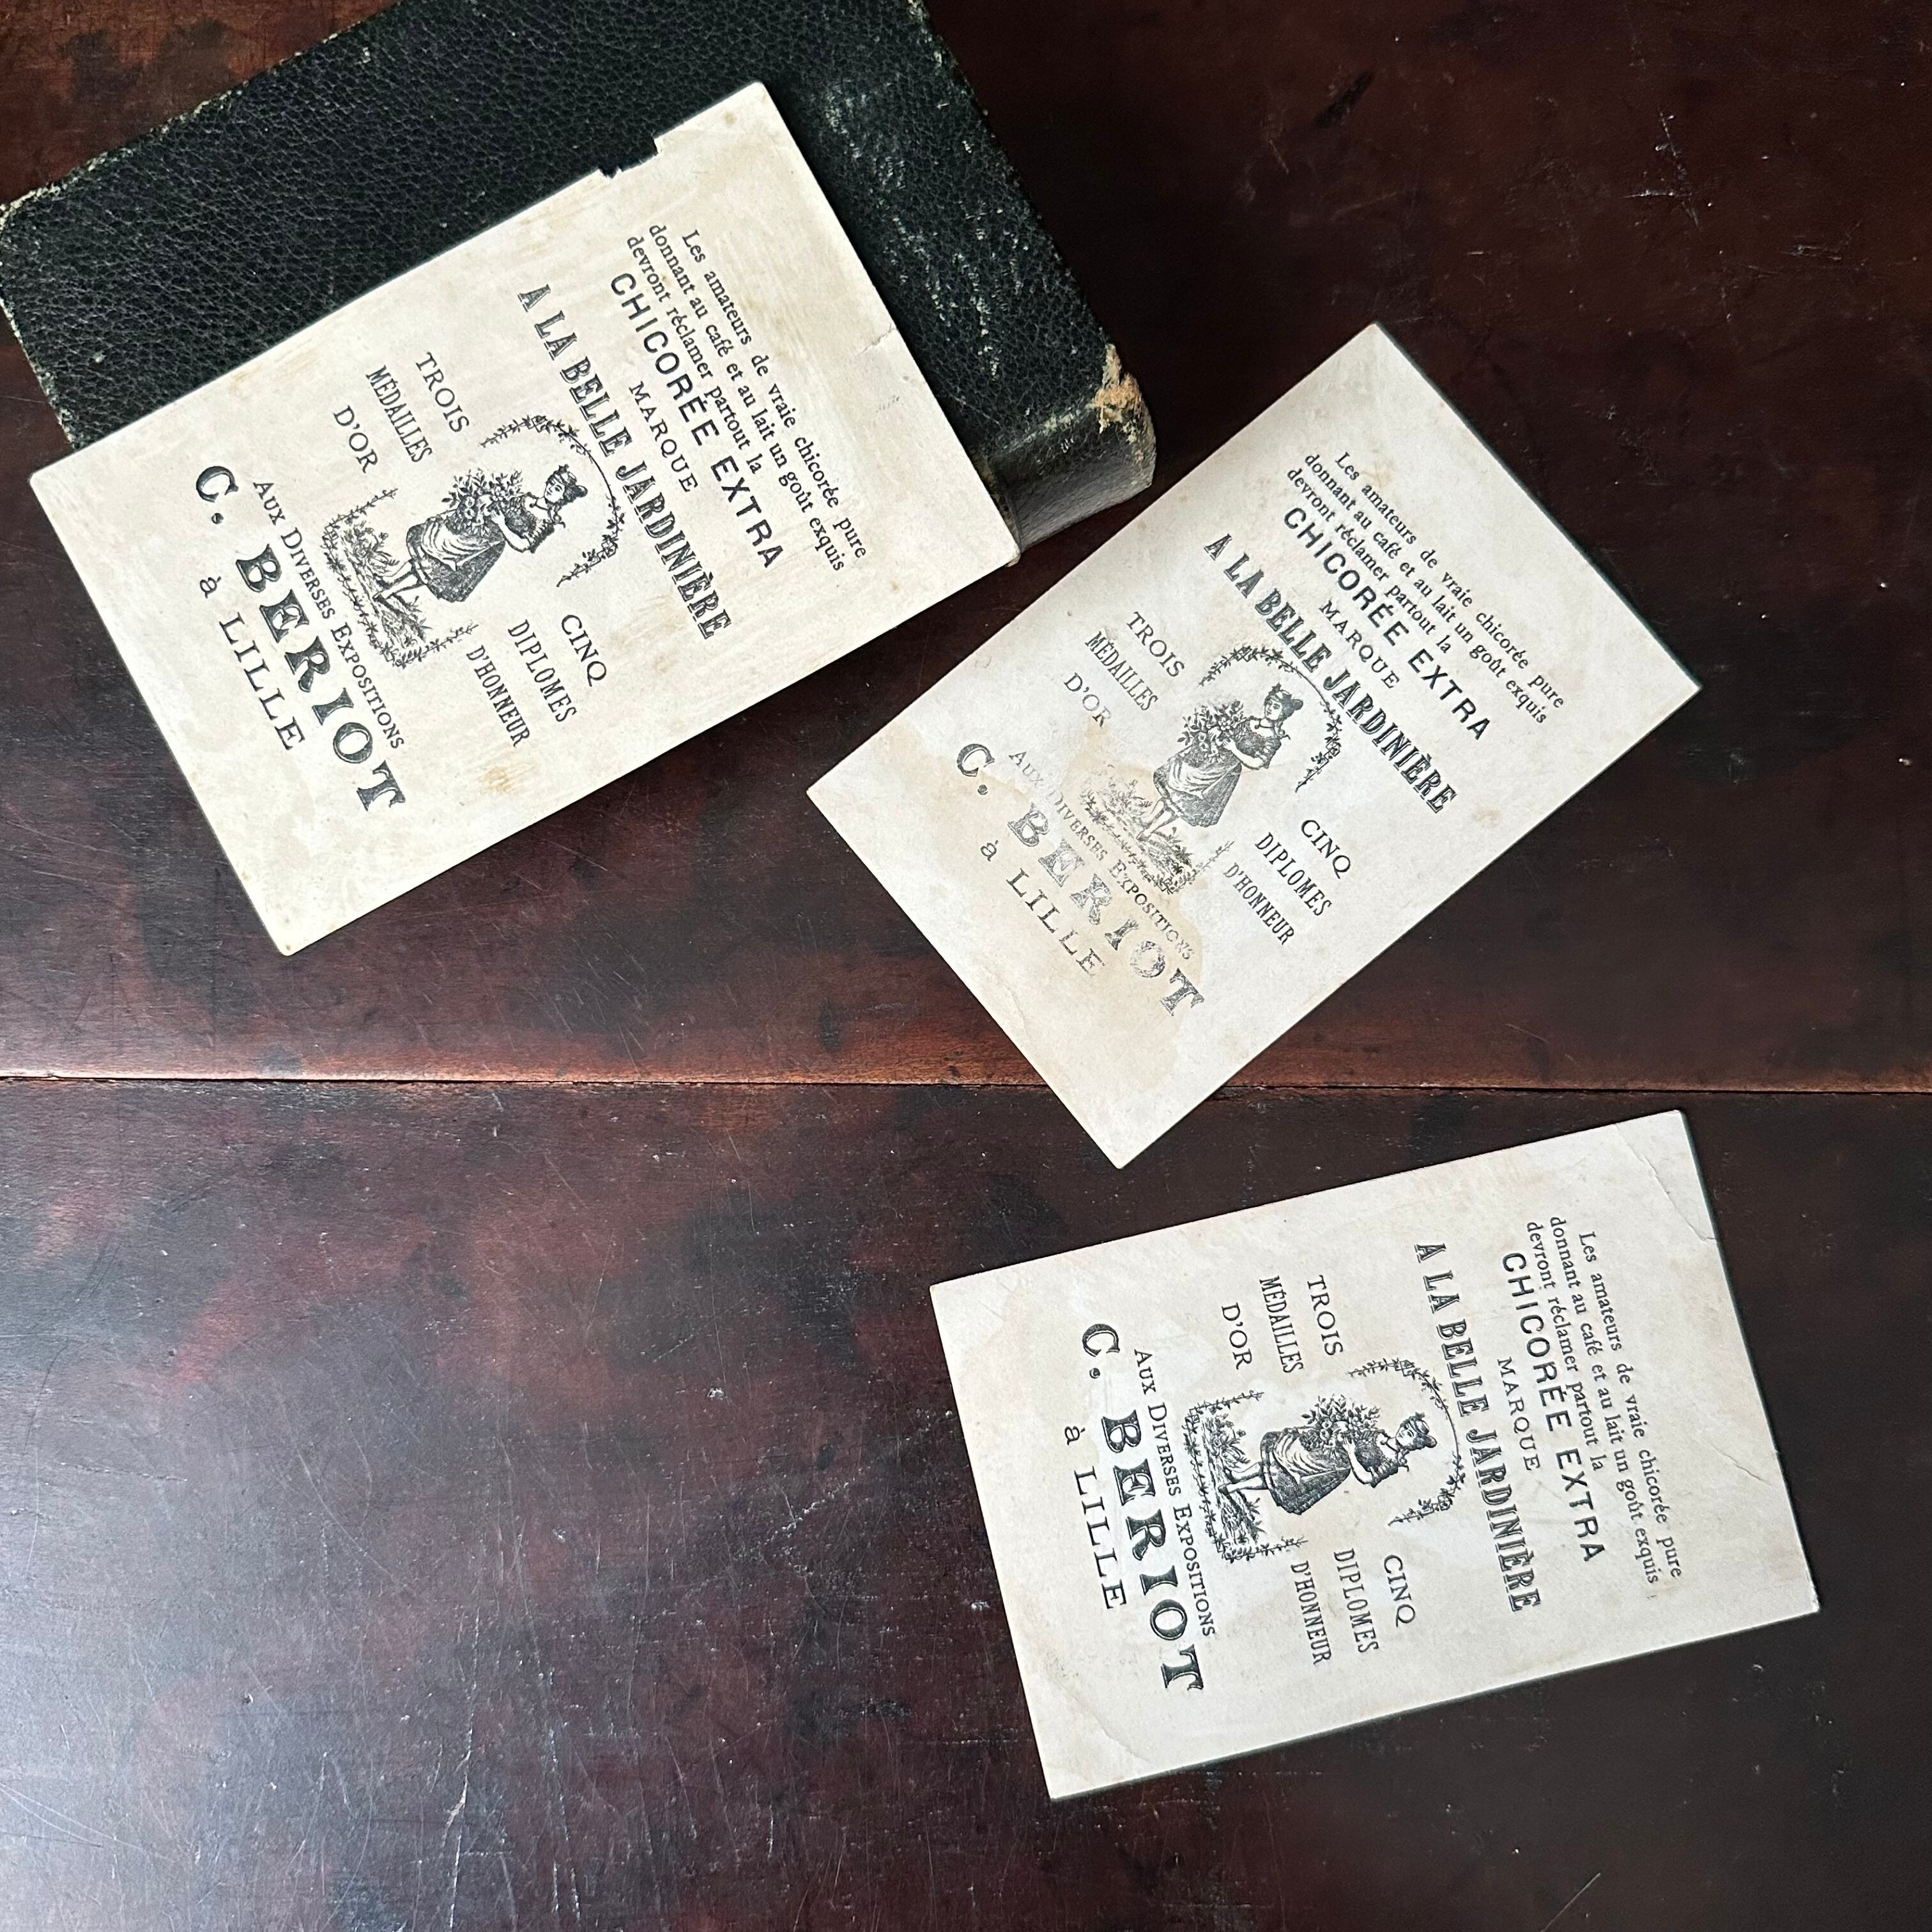 Les amateurs de vraie chicorée pure
donnant au café et au lait un goût exquis
devront réclamer partout la
CHICORÉE EXTRA
MARQUE
A LA BELLE JARDINIÈRE
TROIS
MÉDAILLES
D'OR
CINQ
DIPLOMES
D'HONNEUR
AUX DIVERSES EXPOSITIONS
C. BERIOT
à LILLE
Les amateurs de vraie chicorée pure
donnant au café et au lait un goût exquis
devront réclamer partout la
CHICORÉE EXTRA
MARQUE
A LA BELLE JARDINIÈRE
TROIS
MÉDAILLES
D'OR
CINQ
DIPLOMES
D'HONNEUR
AUX DIVERSES EXPOSITIONS
C. BERIOT
à LILLE
Les amateurs de vraie chicorée pure
donnant au café et au lait un goût exquis
devront réclamer partout la
CHICORÉE EXTRA
MARQUE
A LA BELLE JARDINIÈRE
TROIS
MÉDAILLES
D'OR
CINQ
DIPLOMES
D'HONNEUR
AUX DIVERSES EXPOSITIONS
C. BERIOT
à LILLE